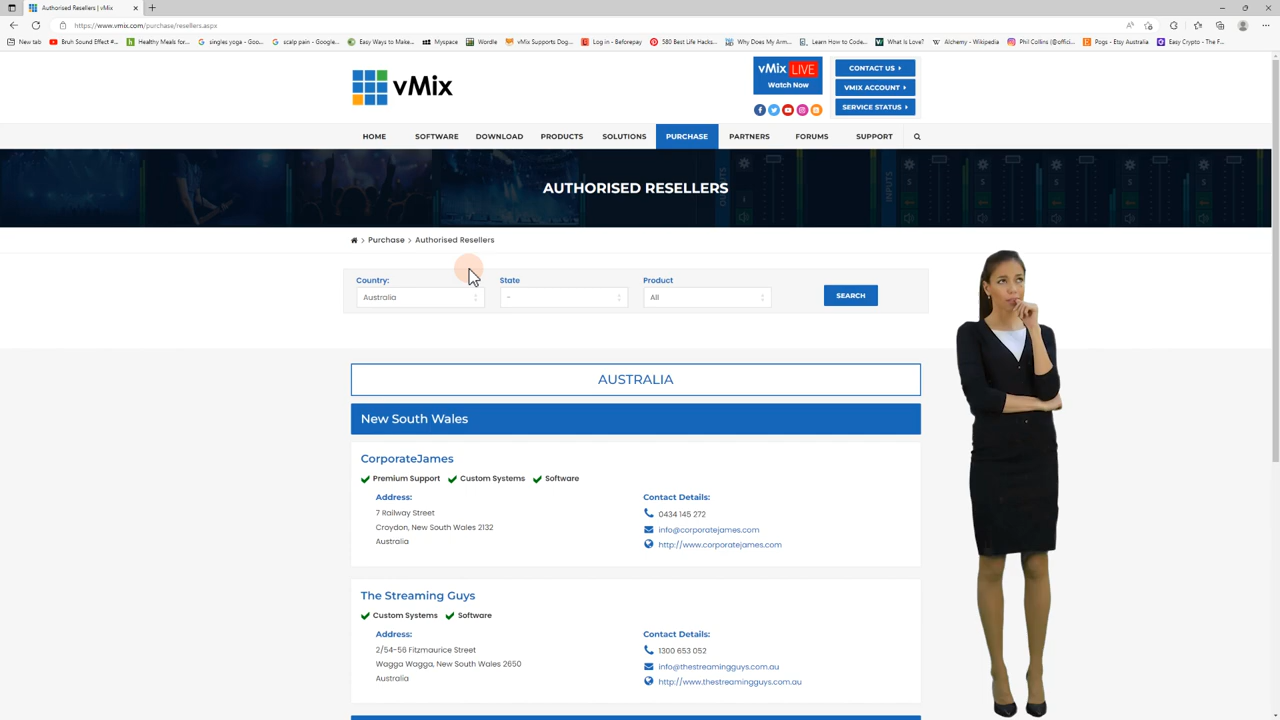 Authorised Resellers | vMix
https://www.vmix.com/purchase/resellers.aspx
New tab
Bruh Sound Effect #...
Healthy Meals for...
singles yoga - Goo...
scalp pain - Google...
Easy Ways to Make...
Myspace
Wordle
vMix Supports Dog...
Log in - Beforepay
580 Best Life Hacks...
Why Does My Arm...
Learn How to Code...
What Is Love?
Alchemy - Wikipedia
Phil Collins (@offici...
Pogs - Etsy Australia
Easy Crypto - The F...
vMix
vMix LIVE
Watch Now
CONTACT US
VMIX ACCOUNT
SERVICE STATUS
HOME SOFTWARE DOWNLOAD PRODUCTS SOLUTIONS PURCHASE PARTNERS FORUMS SUPPORT
AUTHORISED RESELLERS
> Purchase > Authorised Resellers
Country: State Product
Australia - All SEARCH
AUSTRALIA
New South Wales
CorporateJames
Premium Support Custom Systems Software
Address: Contact Details:
7 Railway Street 0434 145 272
Croydon, New South Wales 2132 info@corporatejames.com
Australia http://www.corporatejames.com
The Streaming Guys
Custom Systems Software
Address: Contact Details:
2/54-56 Fitzmaurice Street 1300 653 052
Wagga Wagga, New South Wales 2650 info@thestreamingguys.com.au
Australia http://www.thestreamingguys.com.au